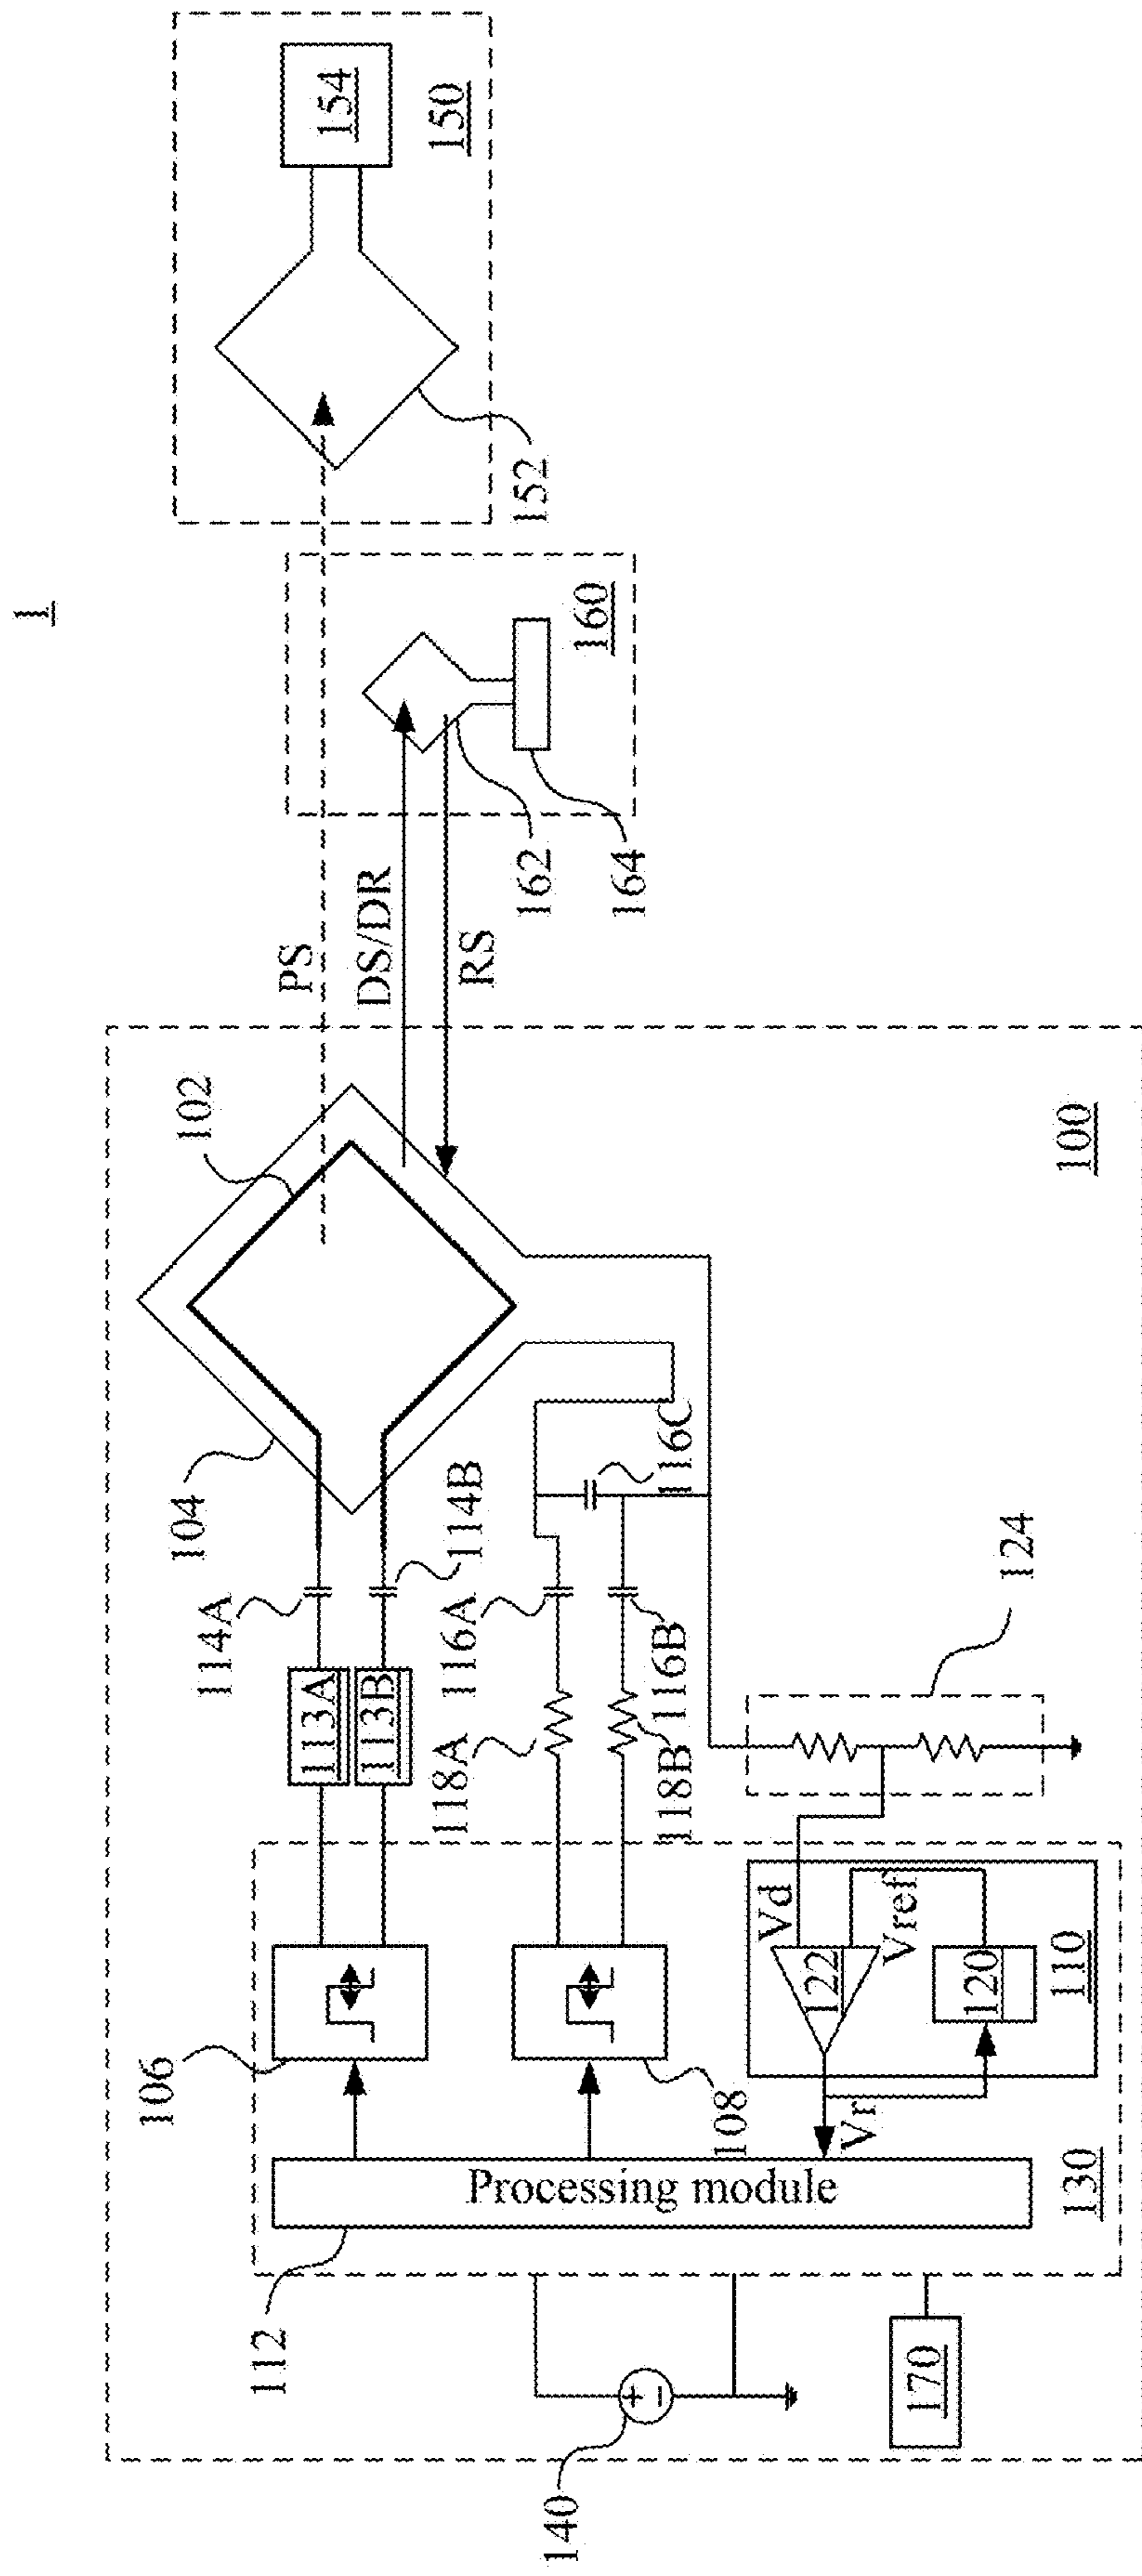 1
140
112
106
113A
114A
104
102
PS
DS/DR
RS
162
164
160
152
154
150
Processing module
108
118A
116A
114B
113B
118B
116B
116C
Vr
Vd
122
Vref
120
110
124
130
170
100
+
-